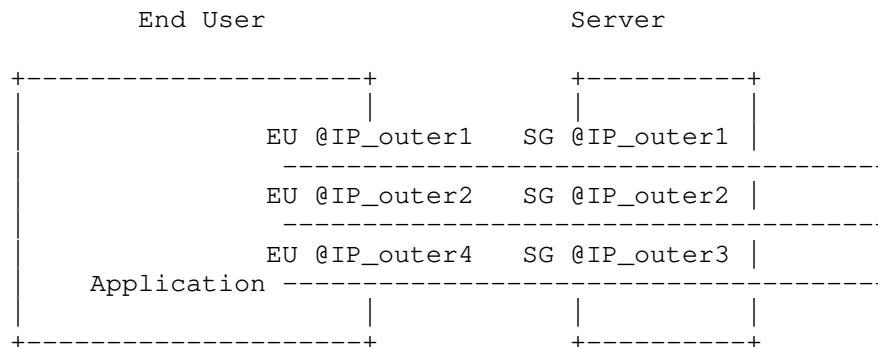 End User Server
EU @IP_outer1 SG @IP_outer1
EU @IP_outer2 SG @IP_outer2
EU @IP_outer4 SG @IP_outer3
Application